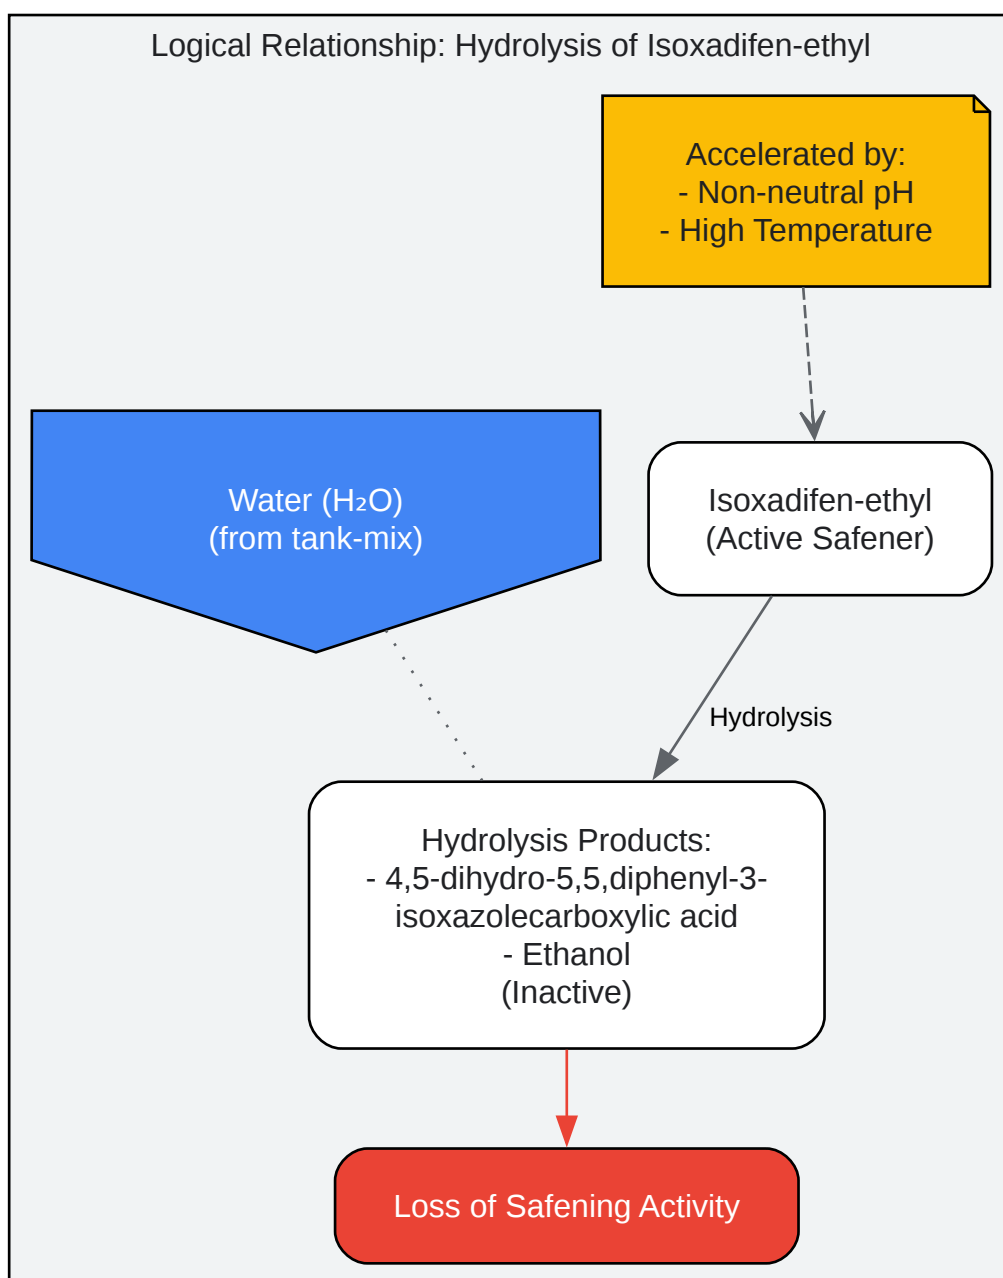 Logical Relationship: Hydrolysis of Isoxadifen-ethyl
Accelerated by:
- Non-neutral pH
- High Temperature
Water (H₂O)
(from tank-mix)
Isoxadifen-ethyl
(Active Safener)
Hydrolysis
Hydrolysis Products:
- 4,5-dihydro-5,5,diphenyl-3-
isoxazolecarboxylic acid
- Ethanol
(Inactive)
Loss of Safening Activity